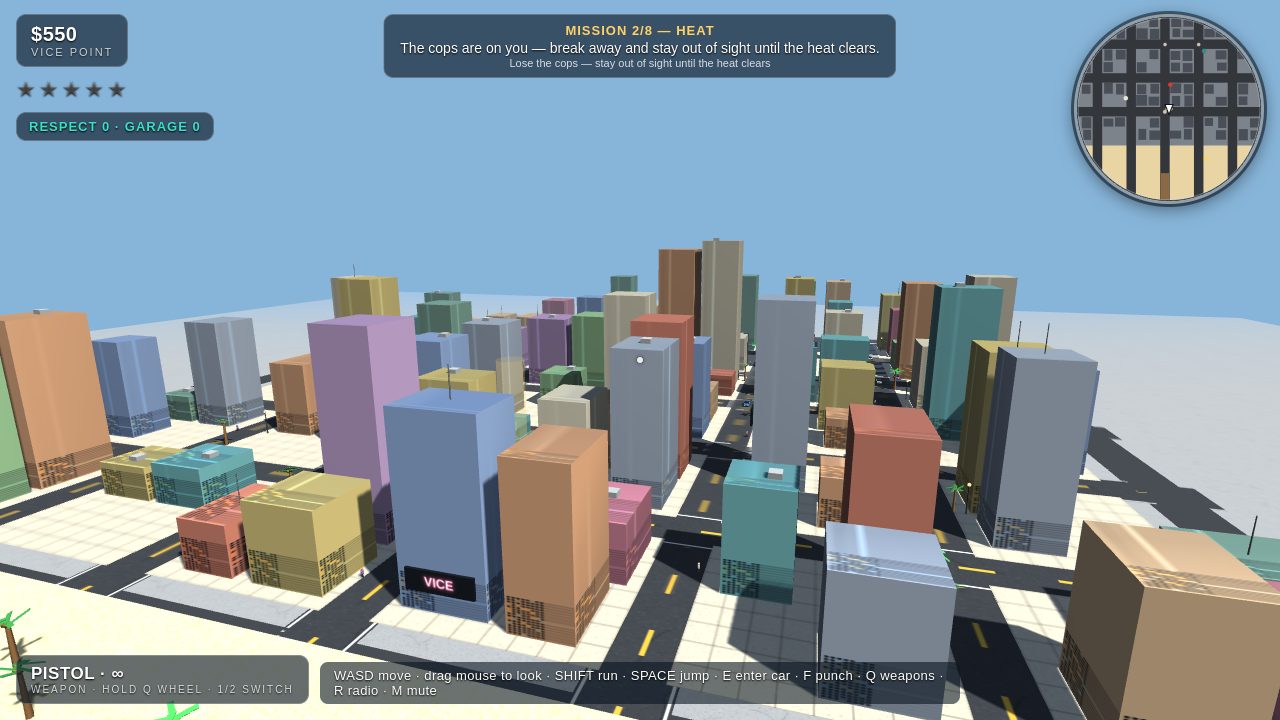 $550
VICE POINT
★★★★★
RESPECT 0 · GARAGE 0
MISSION 2/8 — HEAT
The cops are on you — break away and stay out of sight until the heat clears.
Lose the cops — stay out of sight until the heat clears
VICE
PISTOL · ∞
WEAPON · HOLD Q WHEEL · 1/2 SWITCH
WASD move · drag mouse to look · SHIFT run · SPACE jump · E enter car · F punch · Q weapons ·
R radio · M mute